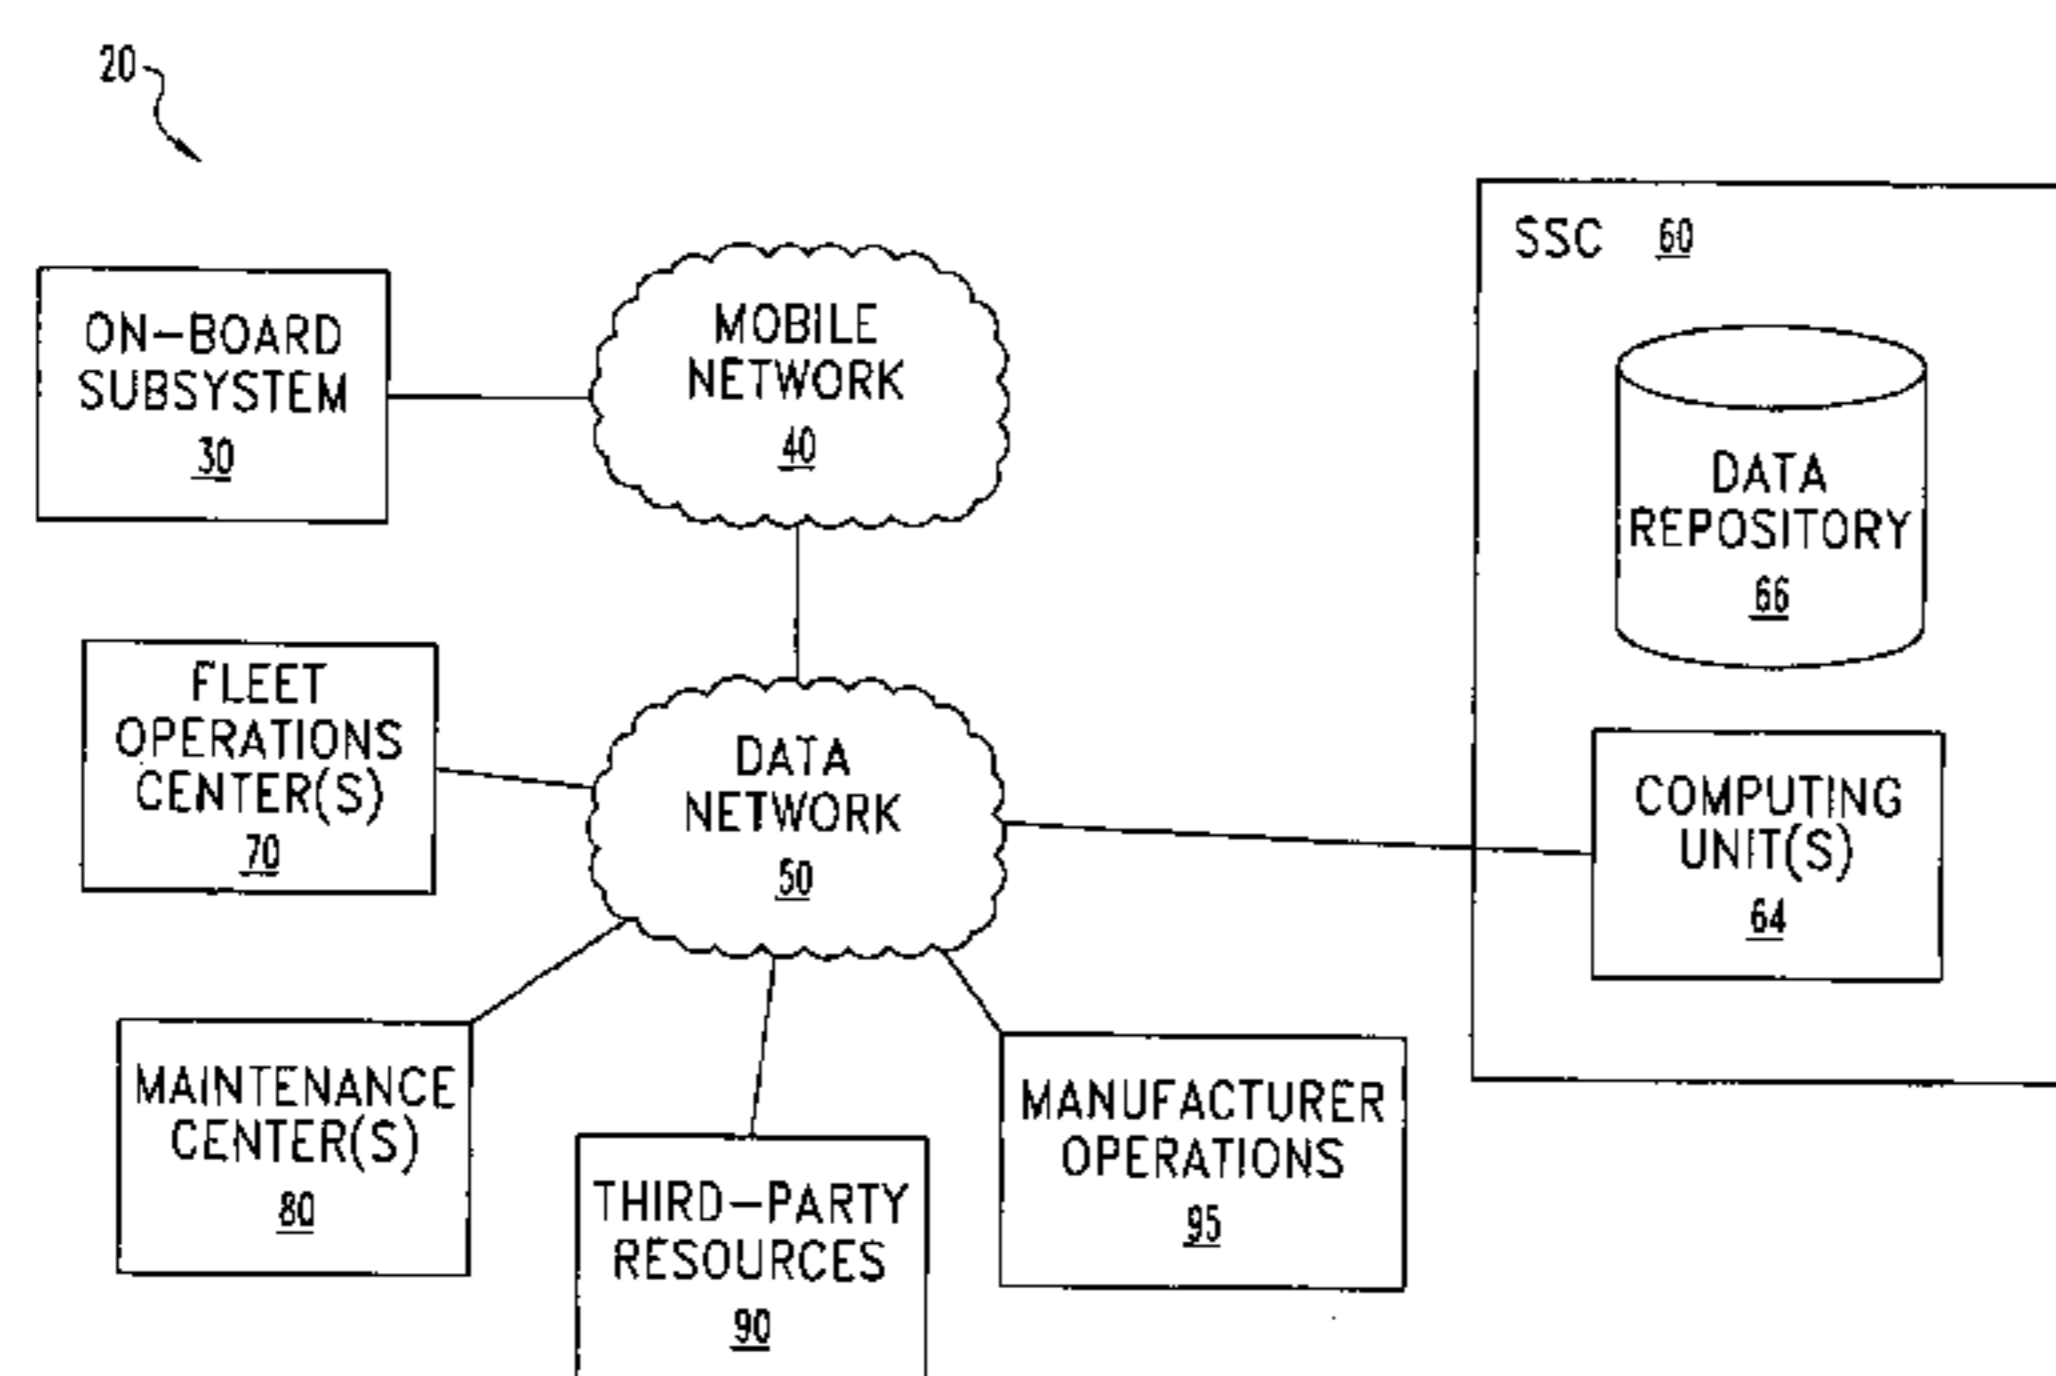 20
ON-BOARD
SUBSYSTEM
30
MOBILE
NETWORK
40
SSC 60
DATA
REPOSITORY
66
FLEET
OPERATIONS
CENTER(S)
70
DATA
NETWORK
50
COMPUTING
UNIT(S)
64
MAINTENANCE
CENTER(S)
80
THIRD-PARTY
RESOURCES
90
MANUFACTURER
OPERATIONS
95